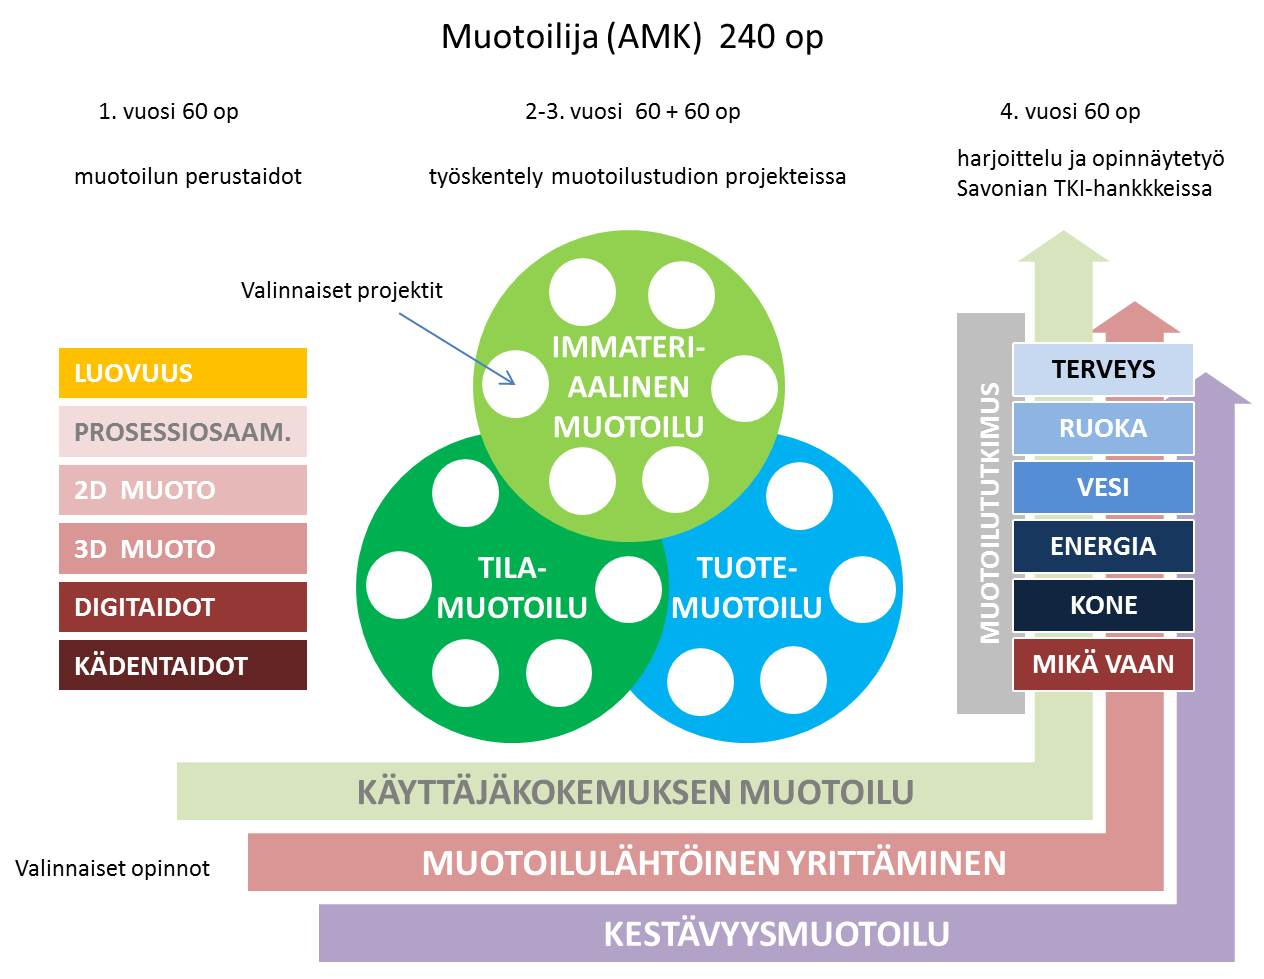 Muotoilija (AMK) 240 op
1. vuosi 60 op
muotoilun perustaidot
2-3. vuosi 60 + 60 op
työskentely muotoilustudion projekteissa
4. vuosi 60 op
harjoittelu ja opinnäytetyö
Savonian TKI-hankkkeissa
LUOVUUS
PROSESSIOSAAM.
2D MUOTO
3D MUOTO
DIGITAIDOT
KÄDENTAIDOT
Valinnaiset projektit
IMMATERI-
AALINEN
MUOTOILU
TILA-
MUOTOILU
TUOTE-
MUOTOILU
MUOTOILUTUTKIMUS
TERVEYS
RUOKA
VESI
ENERGIA
KONE
MIKÄ VAAN
KÄYTTÄJÄKOKEMUKSEN MUOTOILU
Valinnaiset opinnot
MUOTOILULÄHTÖINEN YRITTÄMINEN
KESTÄVYYSMUOTOILU